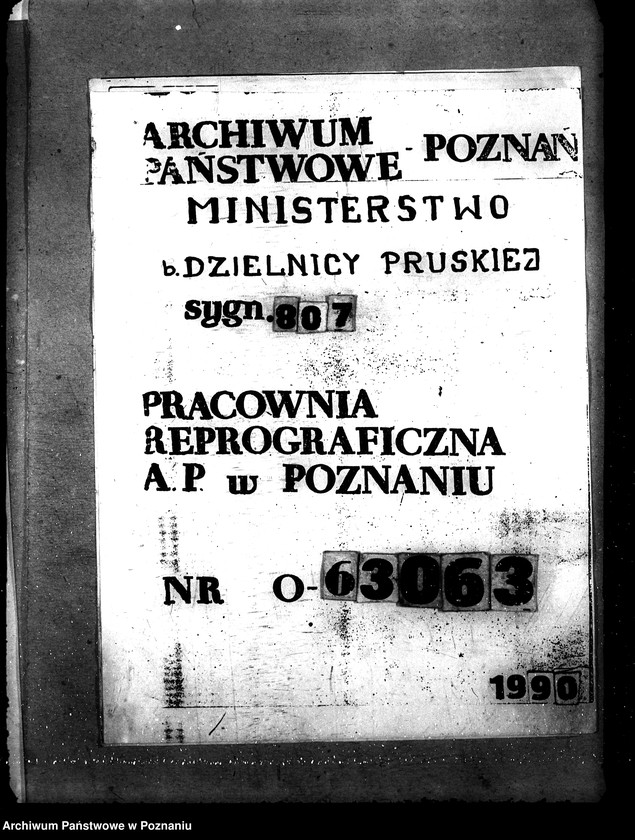 ARCHIWUM
PAŃSTWOWE - POZNAŃ
MINISTERSTWO
b. DZIELNICY PRUSKIEJ
sygn. 807
PRACOWNIA
REPROGRAFICZNA
A.P. w POZNANIU
NR O-63063
1990
Archiwum Państwowe w Poznaniu